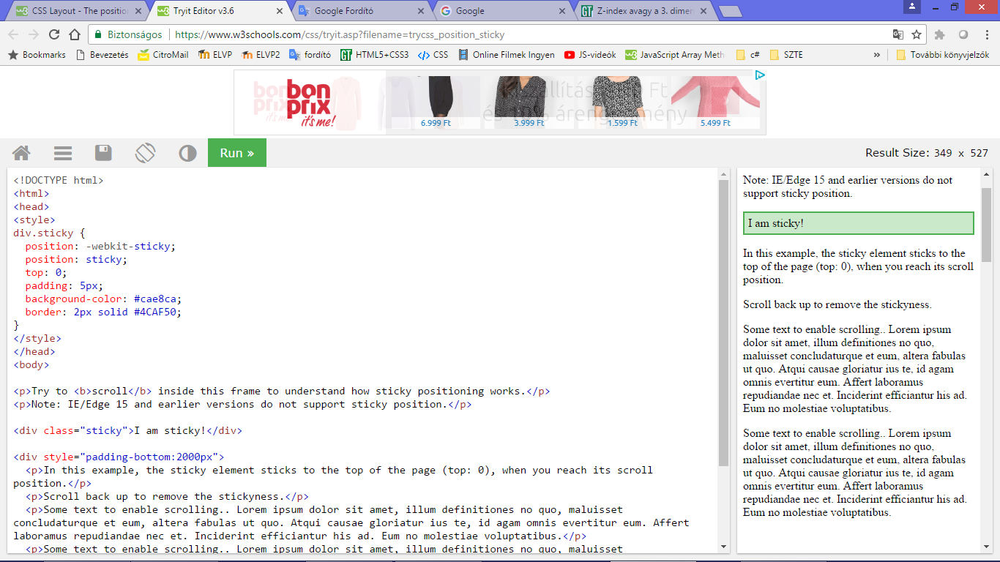 CSS Layout - The positio
Tryit Editor v3.6
Google Fordító
Google
Z-index avagy a 3. dimen
Biztonságos
https://www.w3schools.com/css/tryit.asp?filename=trycss_position_sticky
Bookmarks
Bevezetés
CitroMail
ELVP
ELVP2
fordító
HTML5+CSS3
CSS
Online Filmek Ingyen
JS-videók
JavaScript Array Meth
c#
SZTE
»
További könyvjelzők
bon prix
it's me!
6.999 Ft
3.999 Ft
1.599 Ft
5.499 Ft
Run »
Result Size: 349 x 527
<!DOCTYPE html>
<html>
<head>
<style>
div.sticky {
  position: -webkit-sticky;
  position: sticky;
  top: 0;
  padding: 5px;
  background-color: #cae8ca;
  border: 2px solid #4CAF50;
}
</style>
</head>
<body>
<p>Try to <b>scroll</b> inside this frame to understand how sticky positioning works.</p>
<p>Note: IE/Edge 15 and earlier versions do not support sticky position.</p>
<div class="sticky">I am sticky!</div>
<div style="padding-bottom:2000px">
  <p>In this example, the sticky element sticks to the top of the page (top: 0), when you reach its scroll
position.</p>
  <p>Scroll back up to remove the stickyness.</p>
  <p>Some text to enable scrolling.. Lorem ipsum dolor sit amet, illum definitiones no quo, maluisset
concludaturque et eum, altera fabulas ut quo. Atqui causae gloriatur ius te, id agam omnis evertitur eum. Affert
laboramus repudiandae nec et. Inciderint efficiantur his ad. Eum no molestiae voluptatibus.</p>
  <p>Some text to enable scrolling.. Lorem ipsum dolor sit amet, illum definitiones no quo, maluisset
Note: IE/Edge 15 and earlier versions do not
support sticky position.
I am sticky!
In this example, the sticky element sticks to the
top of the page (top: 0), when you reach its scroll
position.
Scroll back up to remove the stickyness.
Some text to enable scrolling.. Lorem ipsum
dolor sit amet, illum definitiones no quo,
maluisset concludaturque et eum, altera fabulas
ut quo. Atqui causae gloriatur ius te, id agam
omnis evertitur eum. Affert laboramus
repudiandae nec et. Inciderint efficiantur his ad.
Eum no molestiae voluptatibus.
Some text to enable scrolling.. Lorem ipsum
dolor sit amet, illum definitiones no quo,
maluisset concludaturque et eum, altera fabulas
ut quo. Atqui causae gloriatur ius te, id agam
omnis evertitur eum. Affert laboramus
repudiandae nec et. Inciderint efficiantur his ad.
Eum no molestiae voluptatibus.